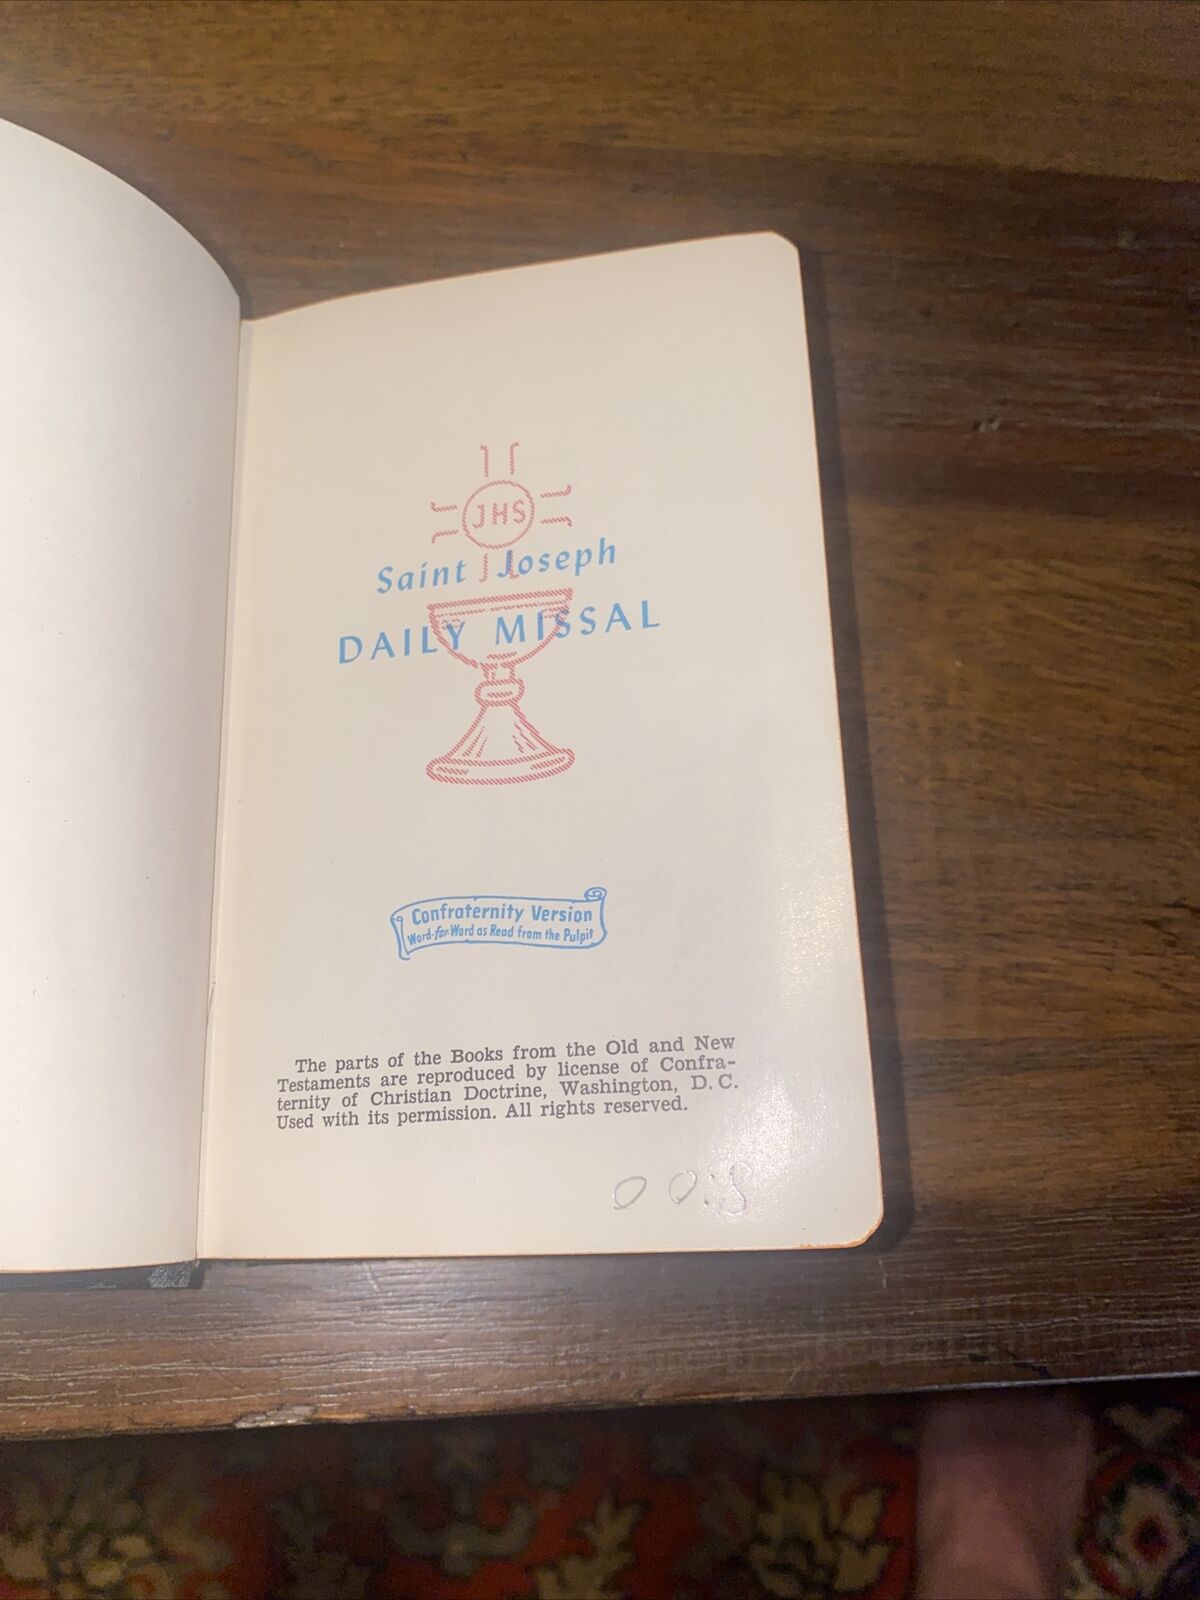 JHS
Saint Joseph
DAILY MISSAL
Confraternity Version
Word-for-Word as Read from the Pulpit
The parts of the Books from the Old and New
Testaments are reproduced by license of Confra-
ternity of Christian Doctrine, Washington, D. C.
Used with its permission. All rights reserved.